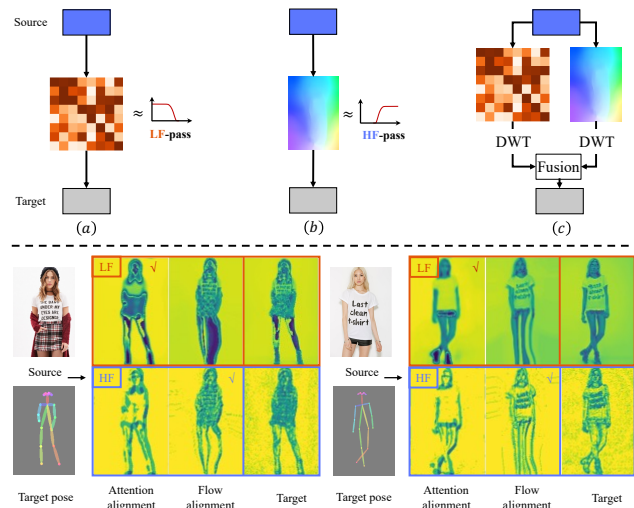 Source
≈
LF-pass
≈
HF-pass
DWT
DWT
Fusion
Target
(a)
(b)
(c)
LF
√
LF
√
Last
clean
t-shirt
Source
HF
√
Source
HF
√
Target pose
Attention
alignment
Flow
alignment
Target
Target pose
Attention
alignment
Flow
alignment
Target